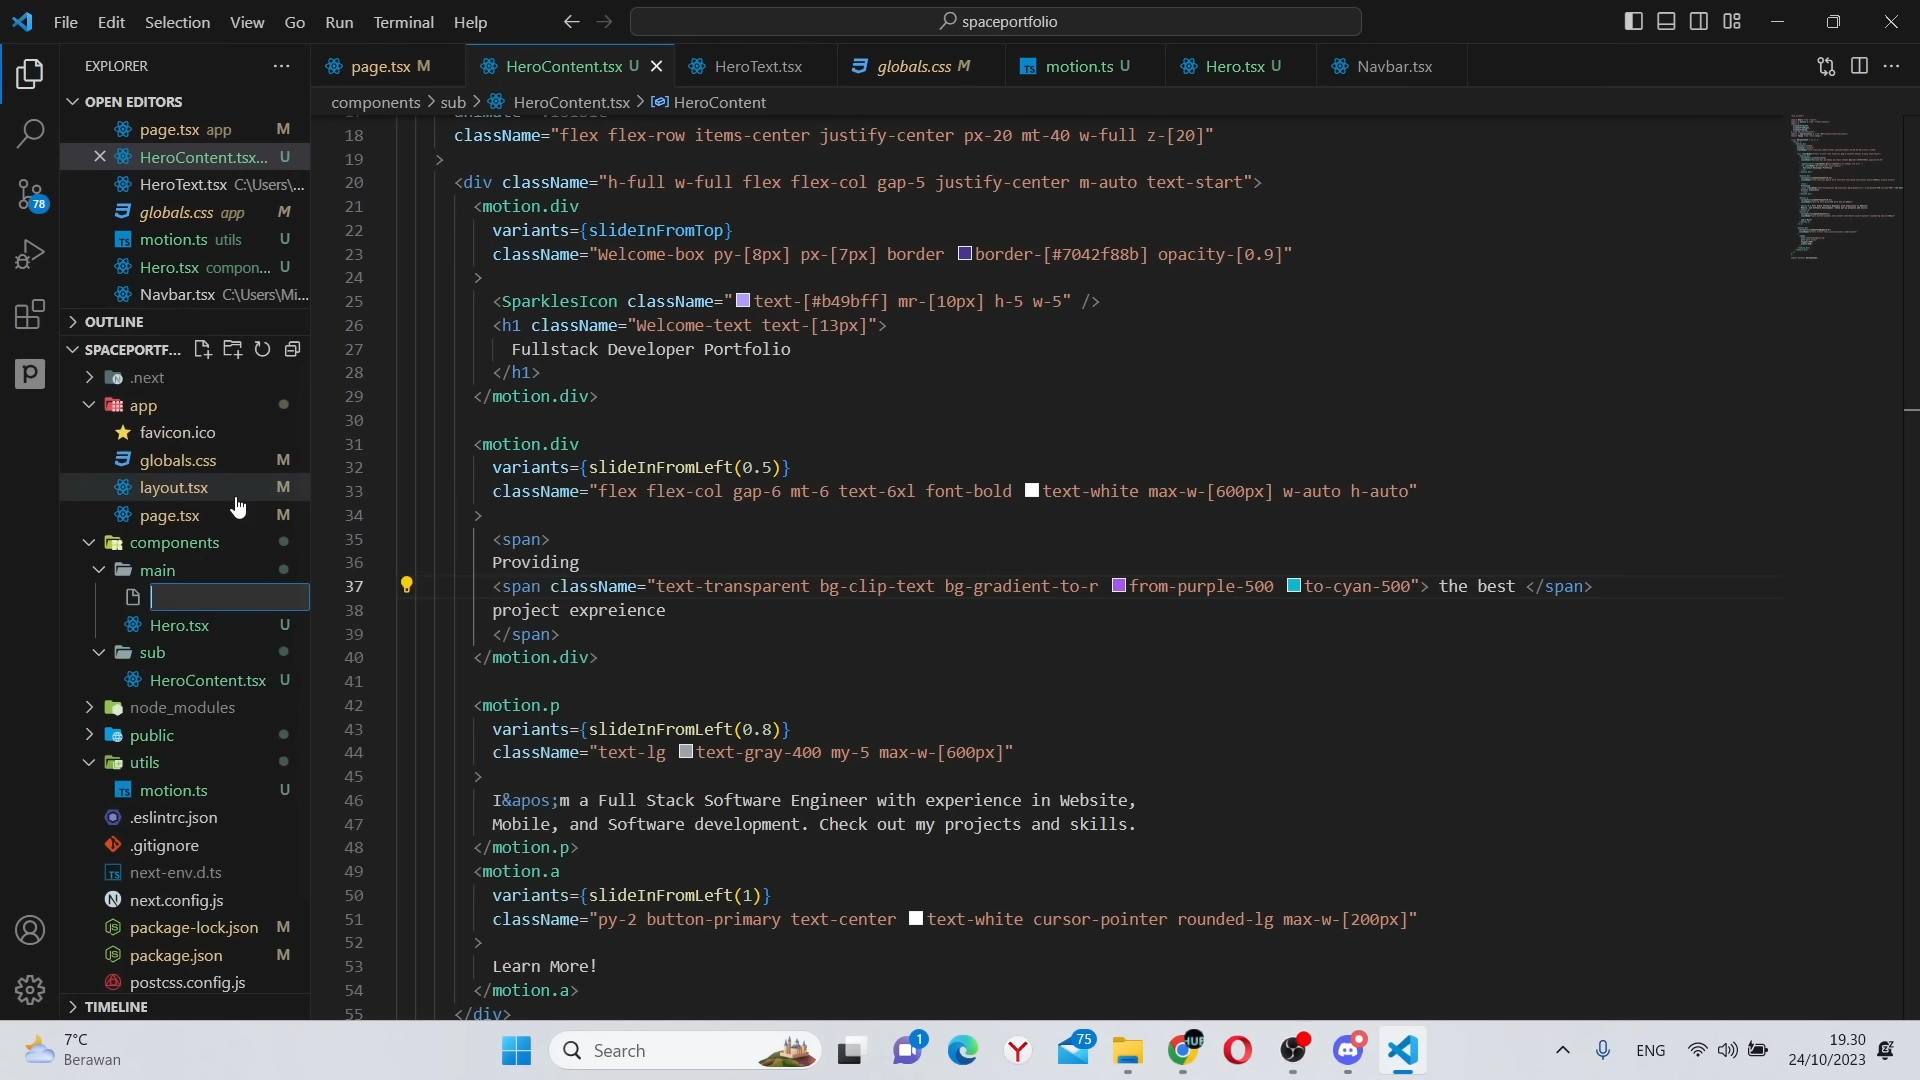 File Edit Selection View Go Run Terminal Help
spaceportfolio
EXPLORER
OPEN EDITORS
page.tsx app M
HeroContent.tsx... U
HeroText.tsx C:\Users\...
globals.css app M
motion.ts utils U
Hero.tsx compon... U
Navbar.tsx C:\Users\Mi...
OUTLINE
SPACEPORTF...
.next
app
favicon.ico
globals.css M
layout.tsx M
page.tsx M
components
main
Hero.tsx U
sub
HeroContent.tsx U
node_modules
public
utils
motion.ts U
.eslintrc.json
.gitignore
next-env.d.ts
next.config.js
package-lock.json M
package.json M
postcss.config.js
TIMELINE
78
page.tsx M HeroContent.tsx U HeroText.tsx globals.css M motion.ts U Hero.tsx U Navbar.tsx
components > sub > HeroContent.tsx > HeroContent
18 className="flex flex-row items-center justify-center px-20 mt-40 w-full z-[20]"
19 >
20 <div className="h-full w-full flex flex-col gap-5 justify-center m-auto text-start">
21 <motion.div
22 variants={slideInFromTop}
23 className="Welcome-box py-[8px] px-[7px] border border-[#7042f88b] opacity-[0.9]"
24 >
25 <SparklesIcon className="text-[#b49bff] mr-[10px] h-5 w-5" />
26 <h1 className="Welcome-text text-[13px]">
27 Fullstack Developer Portfolio
28 </h1>
29 </motion.div>
30
31 <motion.div
32 variants={slideInFromLeft(0.5)}
33 className="flex flex-col gap-6 mt-6 text-6xl font-bold text-white max-w-[600px] w-auto h-auto"
34 >
35 <span>
36 Providing
37 <span className="text-transparent bg-clip-text bg-gradient-to-r from-purple-500 to-cyan-500"> the best </span>
38 project expreience
39 </span>
40 </motion.div>
41
42 <motion.p
43 variants={slideInFromLeft(0.8)}
44 className="text-lg text-gray-400 my-5 max-w-[600px]"
45 >
46 I&apos;m a Full Stack Software Engineer with experience in Website,
47 Mobile, and Software development. Check out my projects and skills.
48 </motion.p>
49 <motion.a
50 variants={slideInFromLeft(1)}
51 className="py-2 button-primary text-center text-white cursor-pointer rounded-lg max-w-[200px]"
52 >
53 Learn More!
54 </motion.a>
55 </div>
7°C
Berawan
Search
1
75
HUB
ENG
19.30
24/10/2023